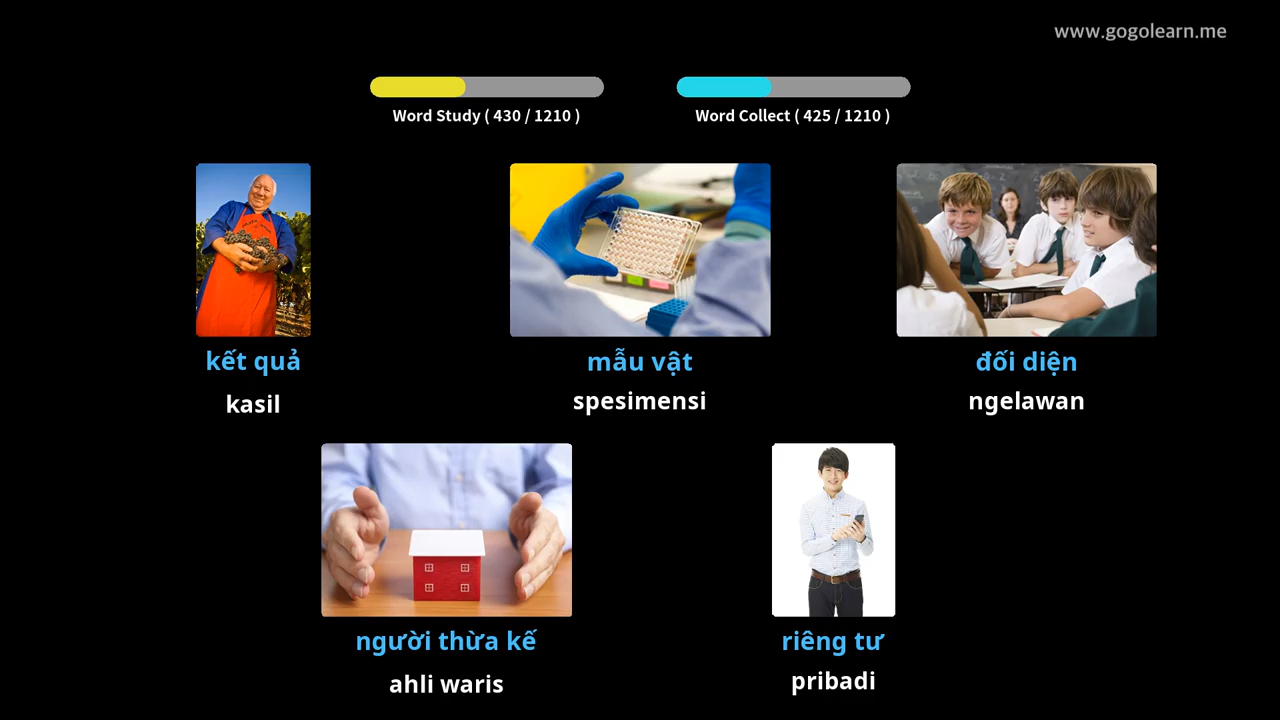 www.gogolearn.me
Word Study ( 430 / 1210 )
Word Collect ( 425 / 1210 )
kết quả
kasil
mẫu vật
spesimensi
đối diện
ngelawan
người thừa kế
ahli waris
riêng tư
pribadi